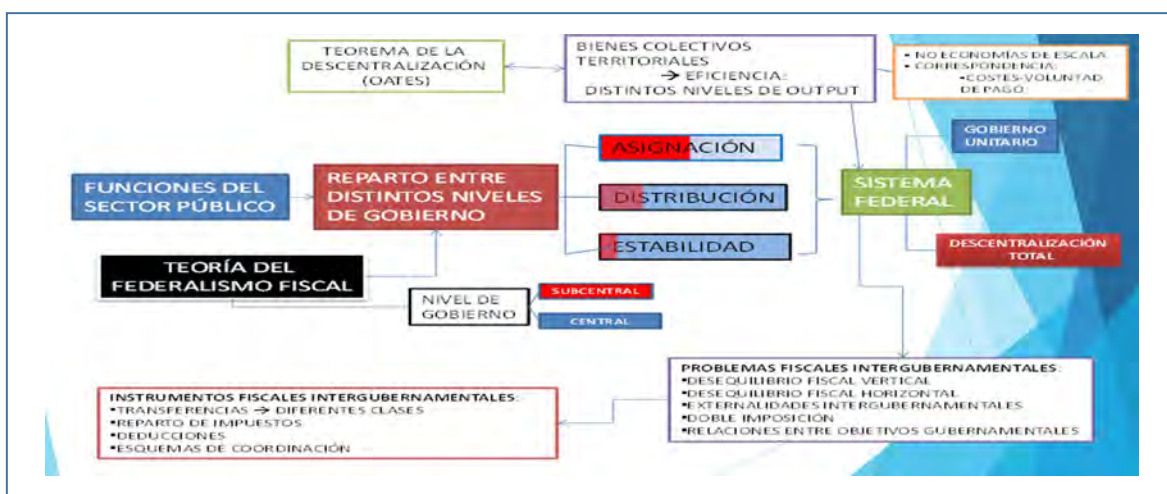 TEOREMA DE LA
DESCENTRALIZACIÓN
(OATES)
BIENES COLECTIVOS
TERRITORIALES
→ EFICIENCIA:
DISTINTOS NIVELES DE OUTPUT
• NO ECONOMÍAS DE ESCALA
• CORRESPONDENCIA:
▪COSTES-VOLUNTAD
DE PAGO
FUNCIONES DEL
SECTOR PÚBLICO
REPARTO ENTRE
DISTINTOS NIVELES
DE GOBIERNO
ASIGNACIÓN
DISTRIBUCIÓN
ESTABILIDAD
SISTEMA
FEDERAL
GOBIERNO
UNITARIO
DESCENTRALIZACIÓN
TOTAL
TEORÍA DEL
FEDERALISMO FISCAL
NIVEL DE
GOBIERNO
SUBCENTRAL
CENTRAL
PROBLEMAS FISCALES INTERGUBERNAMENTALES:
▪DESEQUILIBRIO FISCAL VERTICAL
▪DESEQUILIBRIO FISCAL HORIZONTAL
▪EXTERNALIDADES INTERGUBERNAMENTALES
▪DOBLE IMPOSICIÓN
▪RELACIONES ENTRE OBJETIVOS GUBERNAMENTALES
INSTRUMENTOS FISCALES INTERGUBERNAMENTALES:
▪TRANSFERENCIAS → DIFERENTES CLASES
▪REPARTO DE IMPUESTOS
▪DEDUCCIONES
▪ESQUEMAS DE COORDINACIÓN